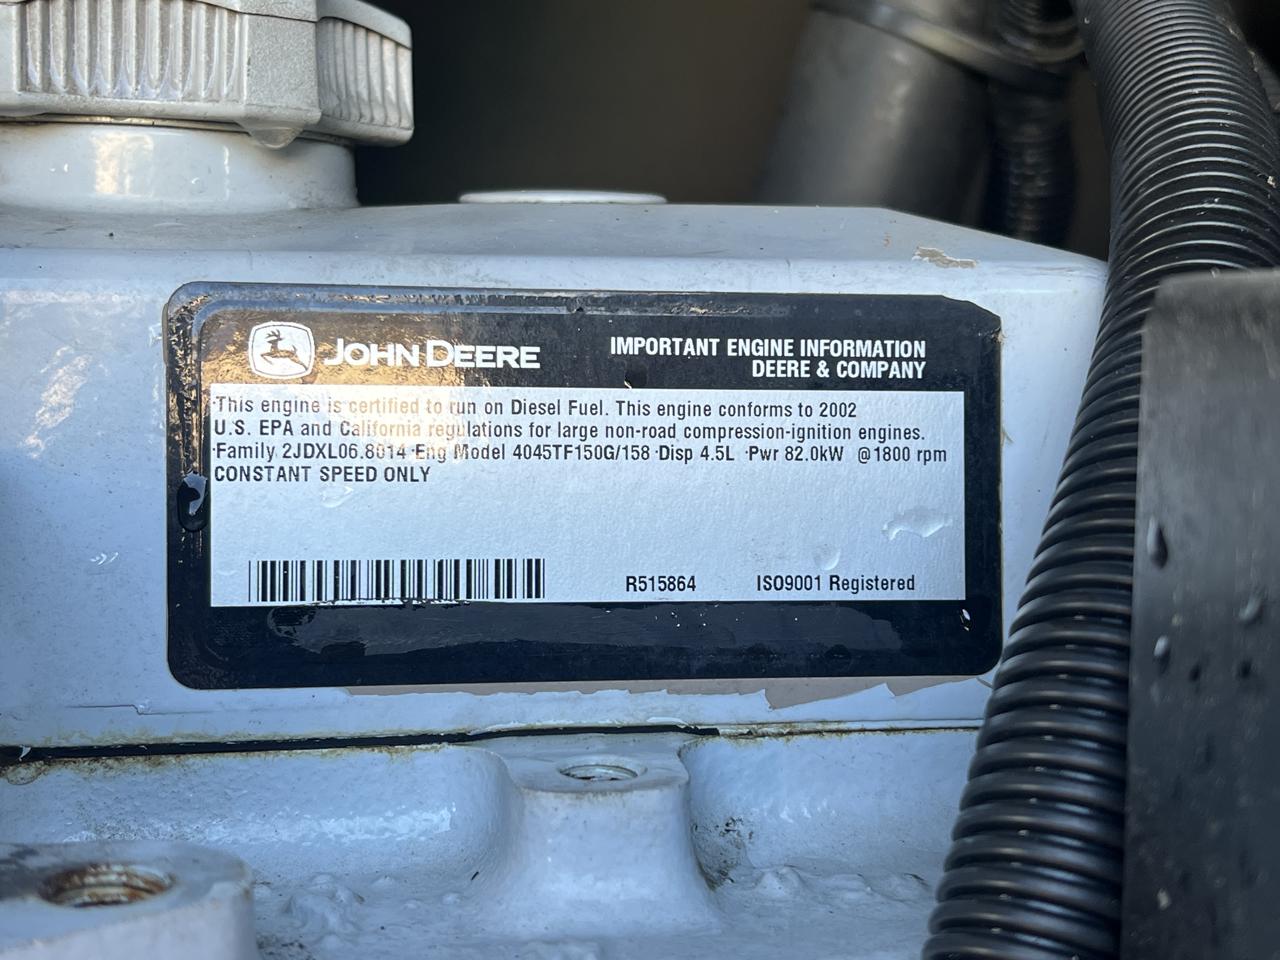 JOHN DEERE
IMPORTANT ENGINE INFORMATION
DEERE & COMPANY
This engine is certified to run on Diesel Fuel. This engine conforms to 2002
U.S. EPA and California regulations for large non-road compression-ignition engines.
·Family 2JDXL06.8014 ·Eng Model 4045TF150G/158 ·Disp 4.5L ·Pwr 82.0kW @1800 rpm
CONSTANT SPEED ONLY
R515864 ISO9001 Registered